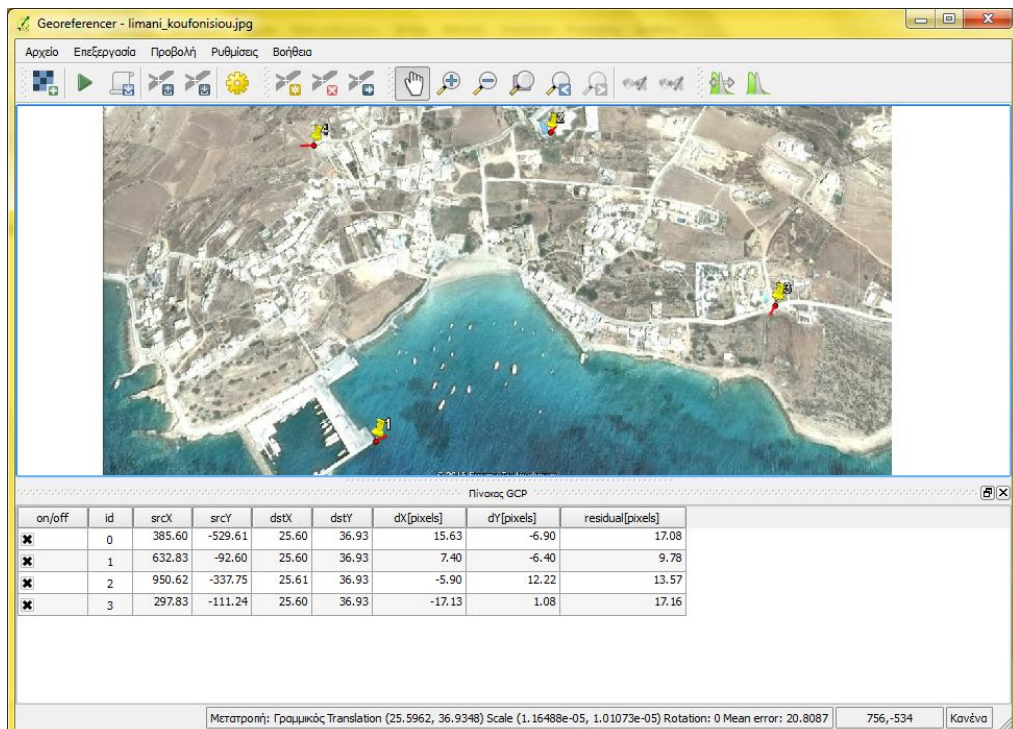 Georeferencer - limani_koufonisiou.jpg
Αρχείο Επεξεργασία Προβολή Ρυθμίσεις Βοήθεια
4
2
3
1
Πίνακας GCP
on/off id srcX srcY dstX dstY dX[pixels] dY[pixels] residual[pixels]
0 385.60 -529.61 25.60 36.93 15.63 -6.90 17.08
1 632.83 -92.60 25.60 36.93 7.40 -6.40 9.78
2 950.62 -337.75 25.61 36.93 -5.90 12.22 13.57
3 297.83 -111.24 25.60 36.93 -17.13 1.08 17.16
Μετατροπή: Γραμμικός Translation (25.5962, 36.9348) Scale (1.16488e-05, 1.01073e-05) Rotation: 0 Mean error: 20.8087 756,-534 Κανένα